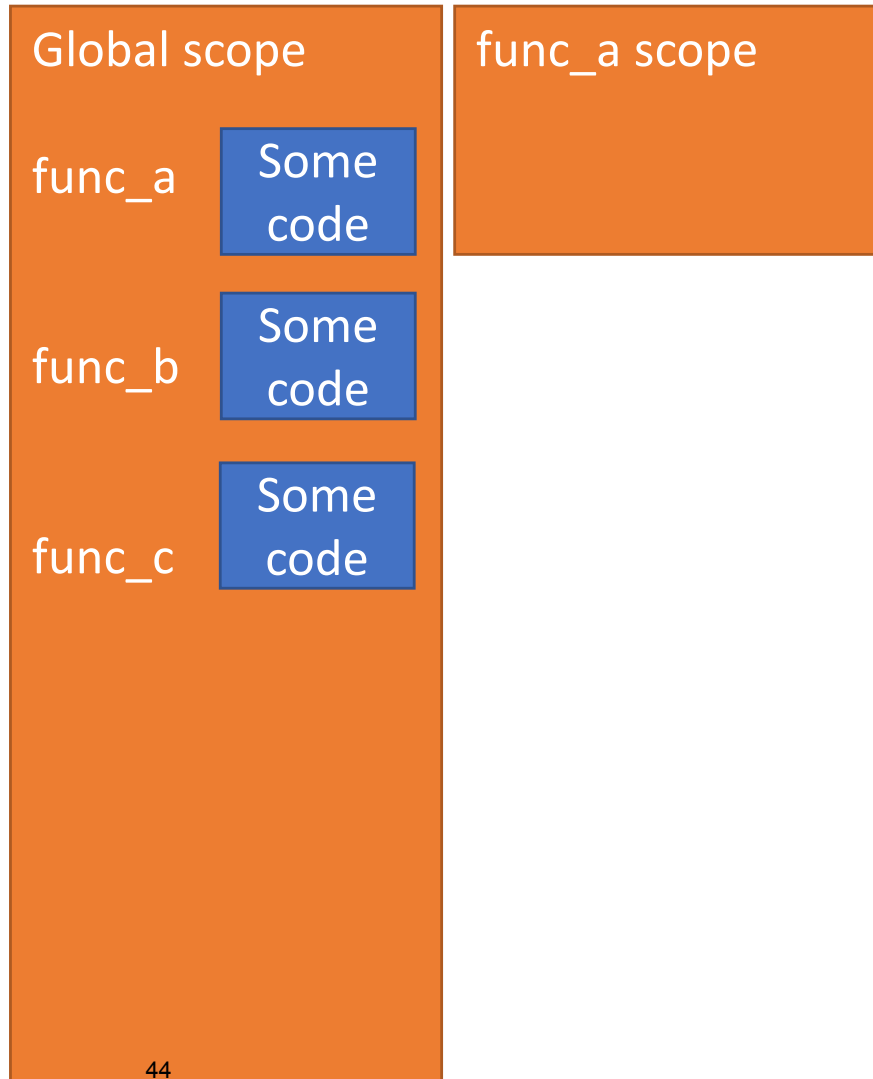 Global scope
func_a
Some
code
func_b
Some
code
func_c
Some
code
func_a scope
44